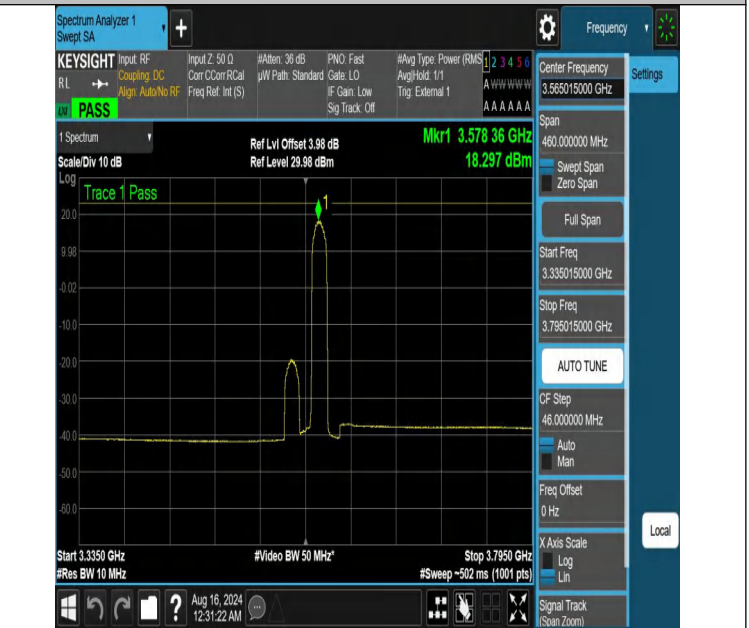 Spectrum Analyzer 1
Swept SA
+
Frequency
KEYSIGHT
RL
LXI
PASS
Input: RF
Coupling: DC
Align: Auto/No RF
Input Z: 50 Ω
Corr CCorr RCal
Freq Ref: Int (S)
#Atten: 36 dB
µW Path: Standard
PNO: Fast
Gate: LO
IF Gain: Low
Sig Track: Off
#Avg Type: Power (RMS
Avg|Hold: 1/1
Trig: External 1
1 2 3 4 5 6
A W W W W W
A A A A A A
1 Spectrum
Scale/Div 10 dB
Ref Lvl Offset 3.98 dB
Ref Level 29.98 dBm
Mkr1 3.578 36 GHz
18.297 dBm
Log
Trace 1 Pass
1
20.0
9.98
-0.02
-10.0
-20.0
-30.0
-40.0
-50.0
-60.0
Start 3.3350 GHz
#Res BW 10 MHz
#Video BW 50 MHz*
Stop 3.7950 GHz
#Sweep ~502 ms (1001 pts)
Center Frequency
3.565015000 GHz
Settings
Span
460.000000 MHz
Swept Span
Zero Span
Full Span
Start Freq
3.335015000 GHz
Stop Freq
3.795015000 GHz
AUTO TUNE
CF Step
46.000000 MHz
Auto
Man
Freq Offset
0 Hz
X Axis Scale
Log
Lin
Signal Track
(Span Zoom)
Local
?
Aug 16, 2024
12:31:22 AM